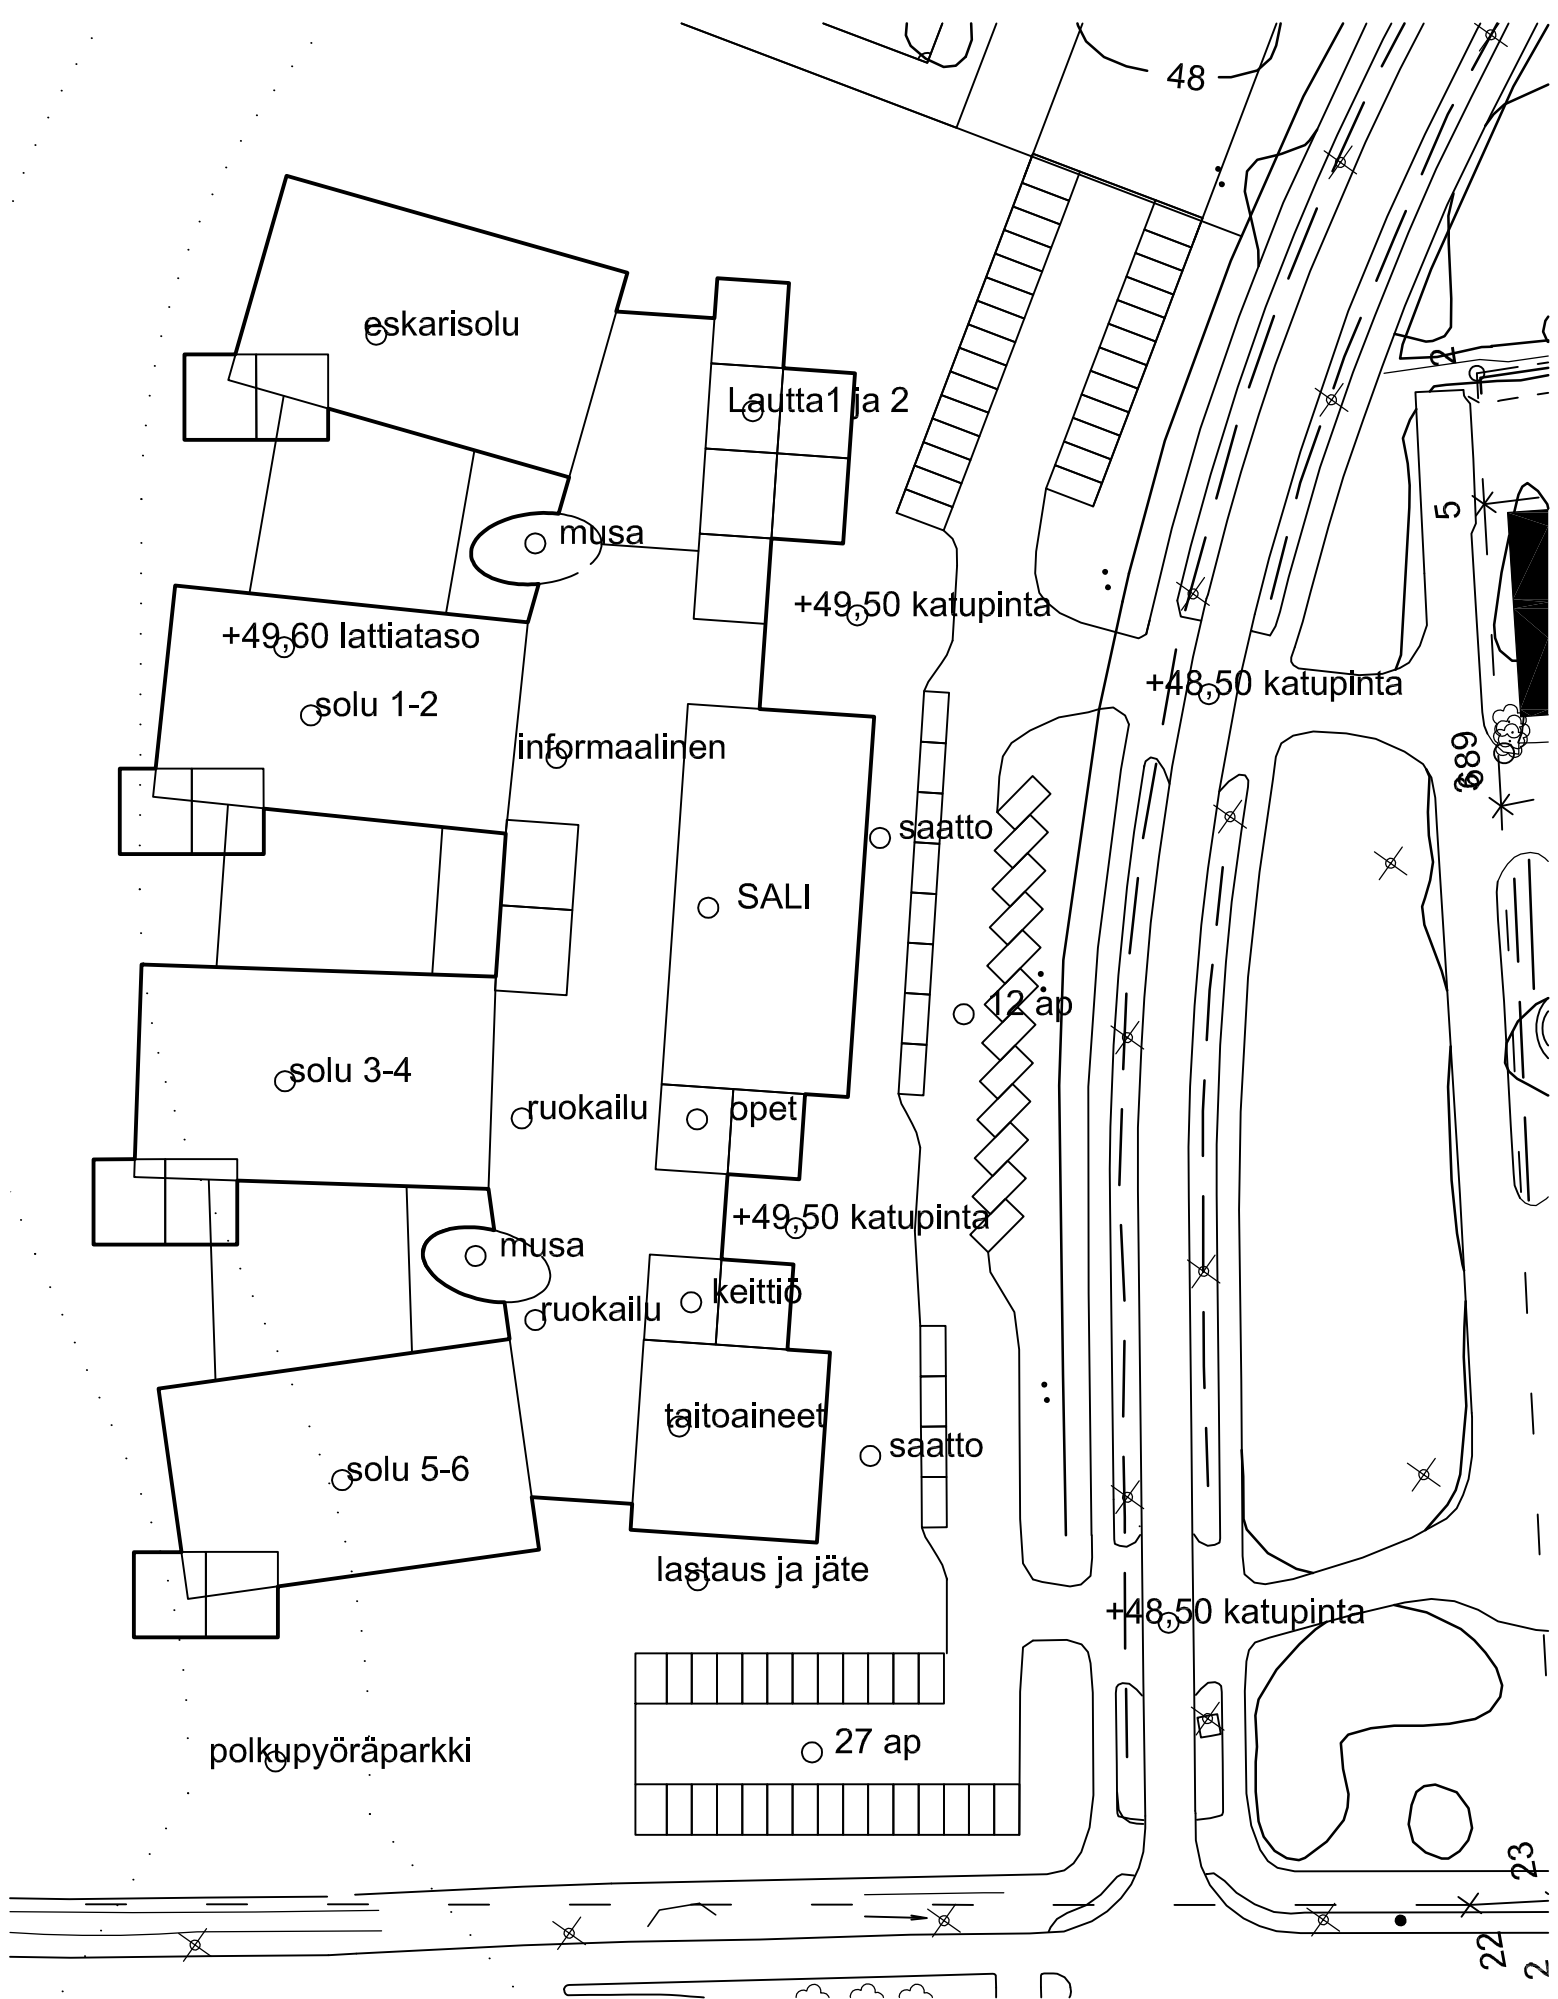 48
eskarisolu
2
Lautta1 ja 2
5
musa
+49,50 katupinta
+49,60 lattiataso
+48,50 katupinta
solu 1-2
informaalinen
689
saatto
SALI
12 ap
solu 3-4
ruokailu
opet
+49,50 katupinta
musa
keittiö
ruokailu
taitoaineet
saatto
solu 5-6
lastaus ja jäte
+48,50 katupinta
27 ap
polkupyöräparkki
23
22
2